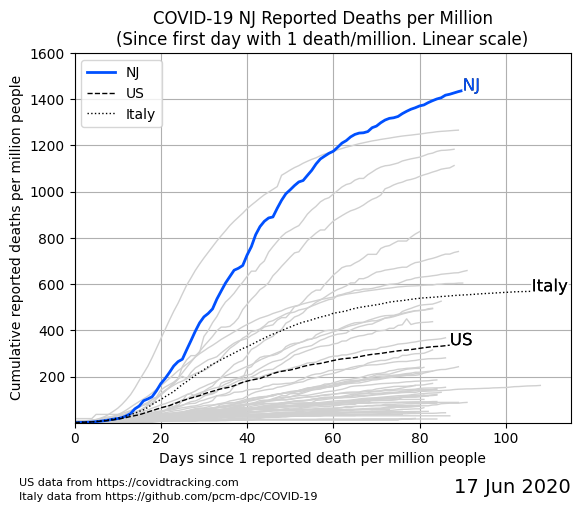 COVID-19 NJ Reported Deaths per Million
(Since first day with 1 death/million. Linear scale)
Cumulative reported deaths per million people
1600
1400
1200
1000
800
600
400
200
NJ
US
Italy
NJ
Italy
US
0 20 40 60 80 100
Days since 1 reported death per million people
US data from https://covidtracking.com
Italy data from https://github.com/pcm-dpc/COVID-19
17 Jun 2020